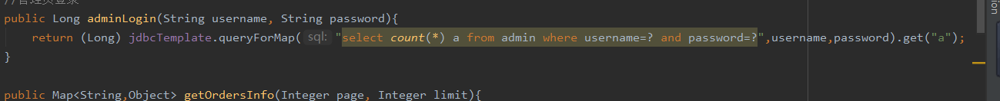 //管理员登录
public Long adminLogin(String username, String password){
return (Long) jdbcTemplate.queryForMap( sql: "select count(*) a from admin where username=? and password=?",username,password).get("a");
}
public Map<String,Object> getOrdersInfo(Integer page, Integer limit){
ion